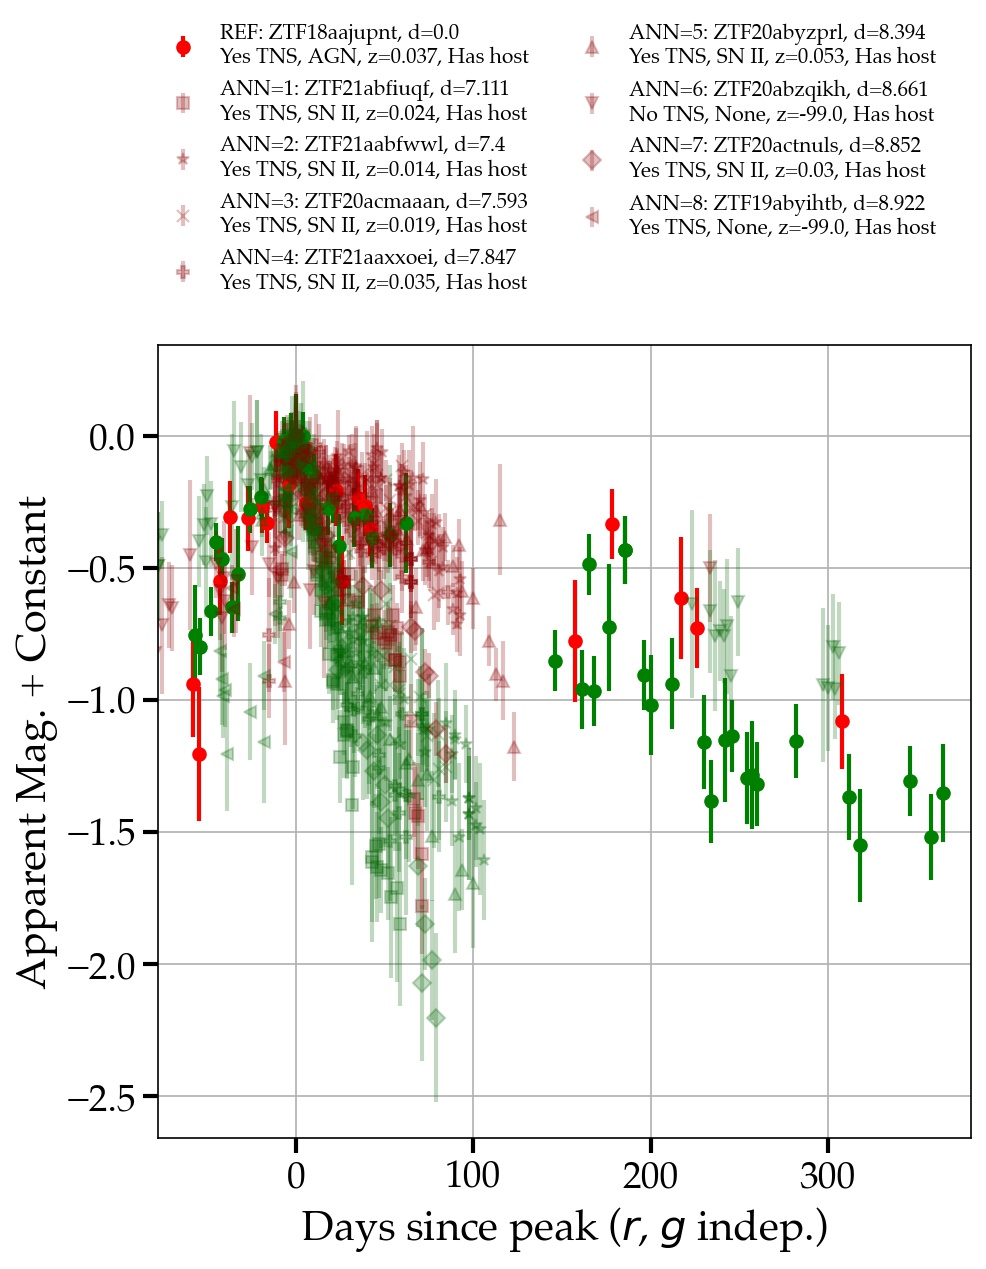 REF: ZTF18aajupnt, d=0.0
Yes TNS, AGN, z=0.037, Has host
ANN=1: ZTF21abfiuqf, d=7.111
Yes TNS, SN II, z=0.024, Has host
ANN=2: ZTF21aabfwwl, d=7.4
Yes TNS, SN II, z=0.014, Has host
ANN=3: ZTF20acmaaan, d=7.593
Yes TNS, SN II, z=0.019, Has host
ANN=4: ZTF21aaxxoei, d=7.847
Yes TNS, SN II, z=0.035, Has host
ANN=5: ZTF20abyzprl, d=8.394
Yes TNS, SN II, z=0.053, Has host
ANN=6: ZTF20abzqikh, d=8.661
No TNS, None, z=-99.0, Has host
ANN=7: ZTF20actnuls, d=8.852
Yes TNS, SN II, z=0.03, Has host
ANN=8: ZTF19abyihtb, d=8.922
Yes TNS, None, z=-99.0, Has host
Apparent Mag. + Constant
0.0
−0.5
−1.0
−1.5
−2.0
−2.5
0 100 200 300
Days since peak (r, g indep.)